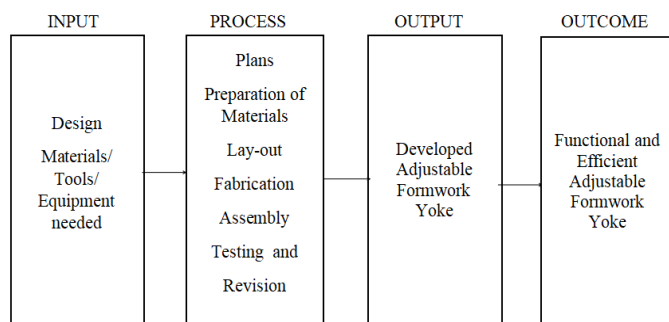 INPUT
PROCESS
OUTPUT
OUTCOME
Design
Materials/
Tools/
Equipment
needed
Plans
Preparation of
Materials
Lay-out
Fabrication
Assembly
Testing and
Revision
Developed
Adjustable
Formwork
Yoke
Functional and
Efficient
Adjustable
Formwork
Yoke